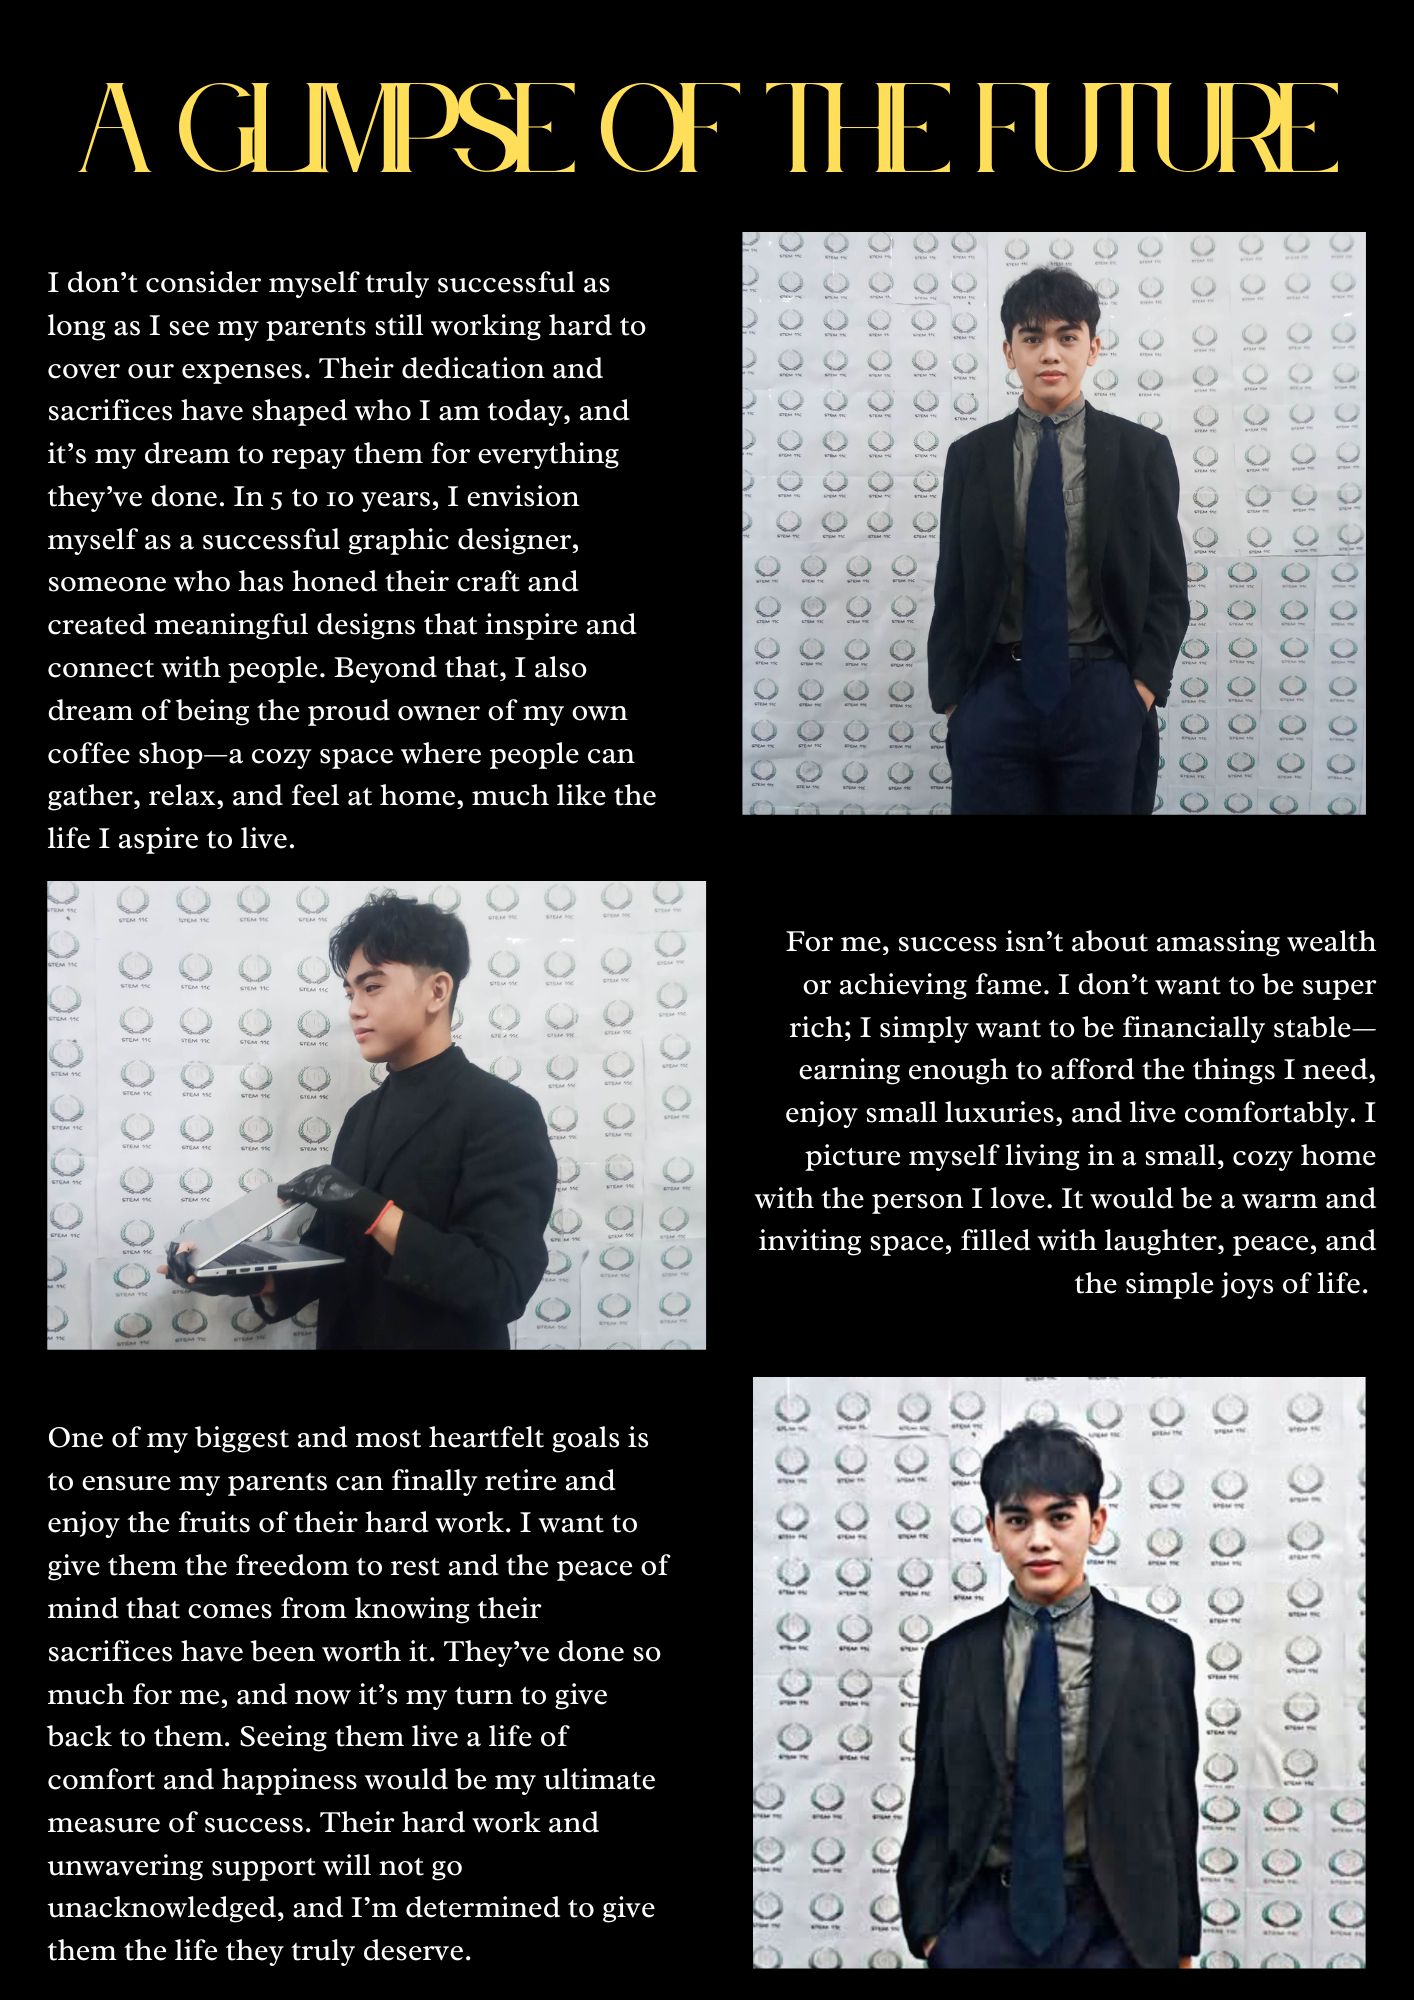 A GLIMPSE OF THE FUTURE
I don’t consider myself truly successful as
long as I see my parents still working hard to
cover our expenses. Their dedication and
sacrifices have shaped who I am today, and
it’s my dream to repay them for everything
they’ve done. In 5 to 10 years, I envision
myself as a successful graphic designer,
someone who has honed their craft and
created meaningful designs that inspire and
connect with people. Beyond that, I also
dream of being the proud owner of my own
coffee shop—a cozy space where people can
gather, relax, and feel at home, much like the
life I aspire to live.
For me, success isn’t about amassing wealth
or achieving fame. I don’t want to be super
rich; I simply want to be financially stable—
earning enough to afford the things I need,
enjoy small luxuries, and live comfortably. I
picture myself living in a small, cozy home
with the person I love. It would be a warm and
inviting space, filled with laughter, peace, and
the simple joys of life.
One of my biggest and most heartfelt goals is
to ensure my parents can finally retire and
enjoy the fruits of their hard work. I want to
give them the freedom to rest and the peace of
mind that comes from knowing their
sacrifices have been worth it. They’ve done so
much for me, and now it’s my turn to give
back to them. Seeing them live a life of
comfort and happiness would be my ultimate
measure of success. Their hard work and
unwavering support will not go
unacknowledged, and I’m determined to give
them the life they truly deserve.
STEM 11C